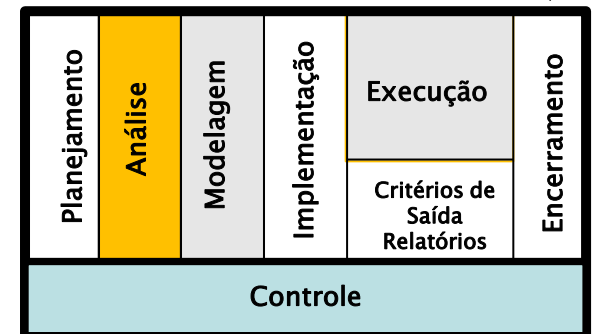 Planejamento
Análise
Modelagem
Implementação
Execução
Critérios de
Saída
Relatórios
Encerramento
Controle